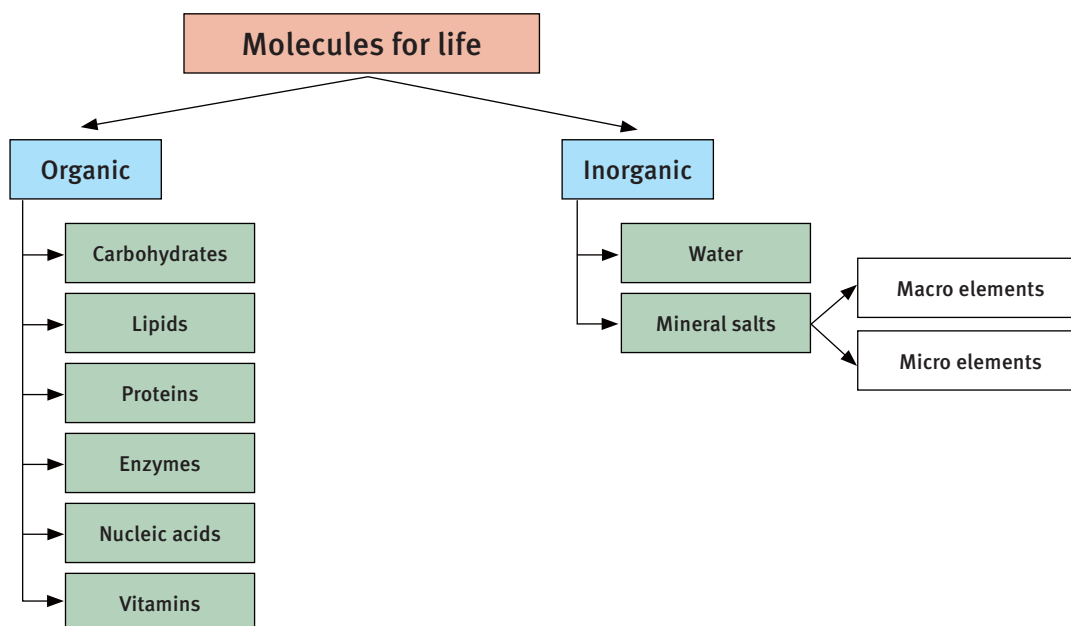 Molecules for life
Organic
Inorganic
Carbohydrates
Lipids
Proteins
Enzymes
Nucleic acids
Vitamins
Water
Mineral salts
Macro elements
Micro elements